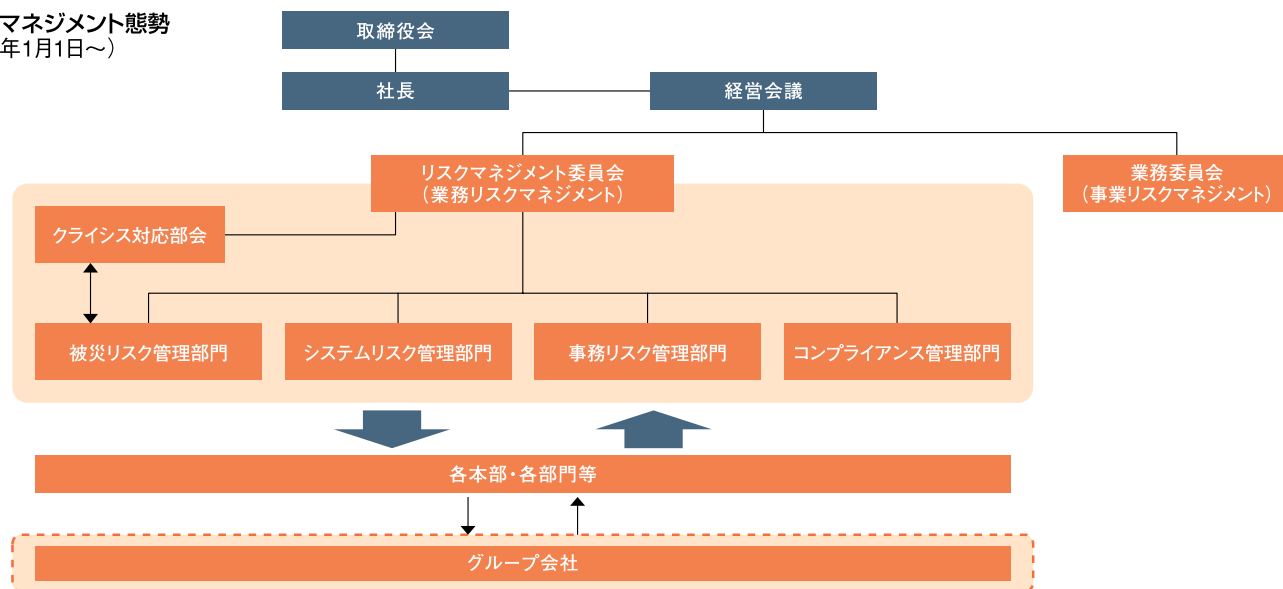 マネジメント態勢
年1月1日～）
取締役会
社長
経営会議
リスクマネジメント委員会
（業務リスクマネジメント）
業務委員会
（事業リスクマネジメント）
クライシス対応部会
被災リスク管理部門
システムリスク管理部門
事務リスク管理部門
コンプライアンス管理部門
各本部・各部門等
グループ会社